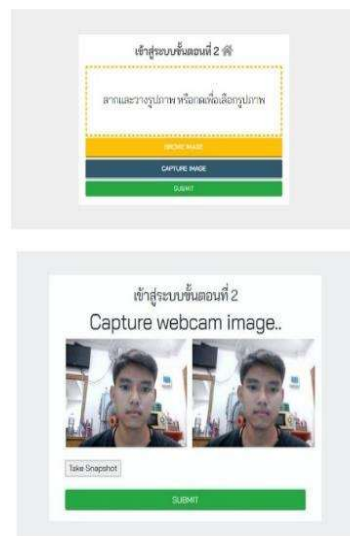 เข้าสู่ระบบขั้นตอนที่ 2
ลากและวางรูปภาพ หรือกดเพื่อเลือกรูปภาพ
CAPTURE IMAGE
SUBMIT
เข้าสู่ระบบขั้นตอนที่ 2
Capture webcam image..
Take Snapshot
SUBMIT